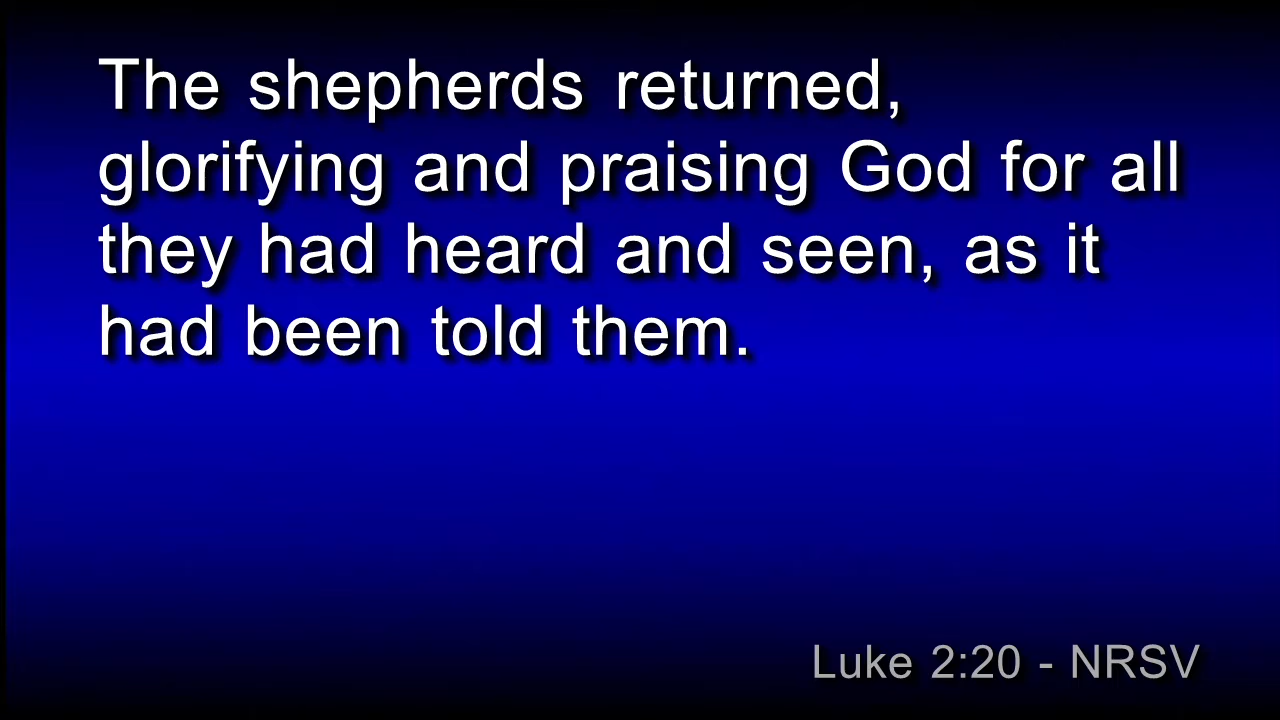 The shepherds returned,
glorifying and praising God for all
they had heard and seen, as it
had been told them.
Luke 2:20 - NRSV